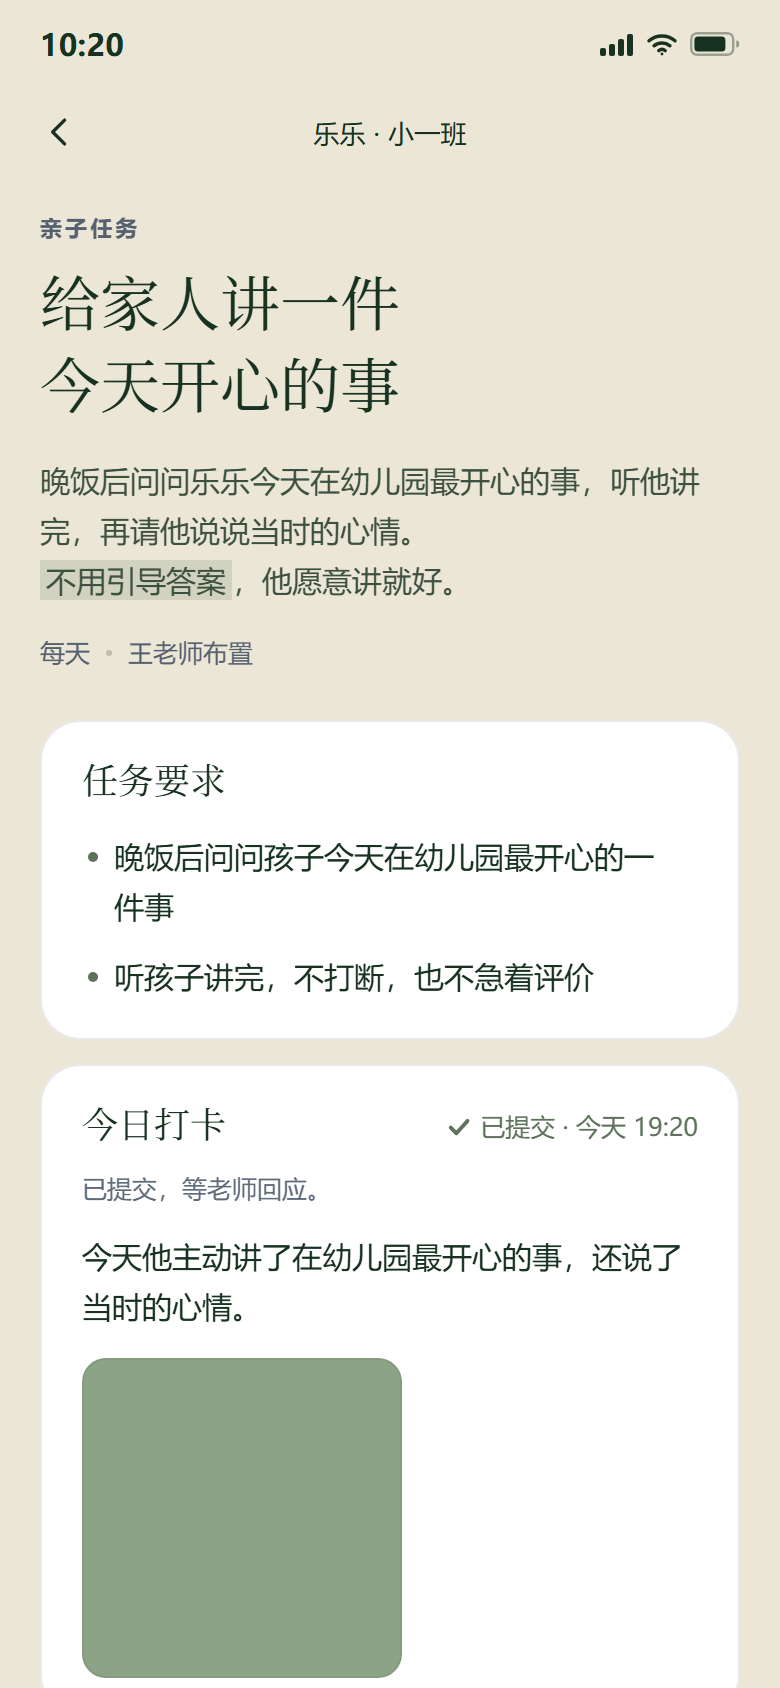 10:20
乐乐 · 小一班
亲子任务
给家人讲一件
今天开心的事
晚饭后问问乐乐今天在幼儿园最开心的事，听他讲
完，再请他说说当时的心情。
不用引导答案，他愿意讲就好。
每天 • 王老师布置
任务要求
• 晚饭后问问孩子今天在幼儿园最开心的一
件事
• 听孩子讲完，不打断，也不急着评价
今日打卡
已提交 · 今天 19:20
已提交，等老师回应。
今天他主动讲了在幼儿园最开心的事，还说了
当时的心情。